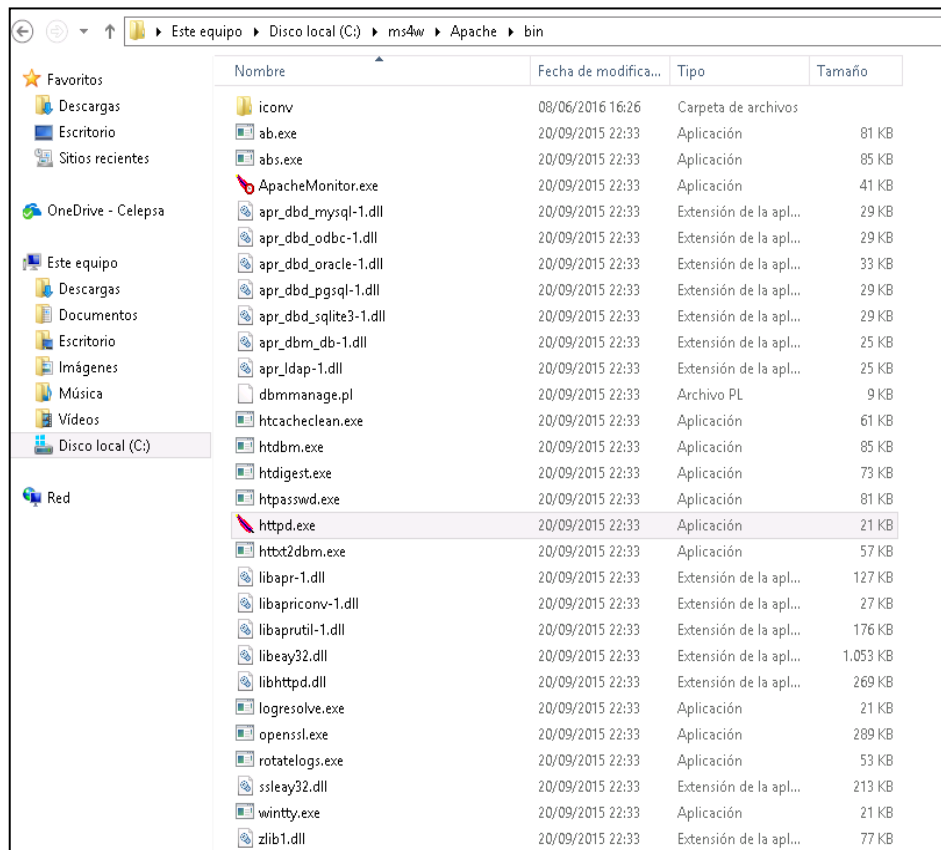 Este equipo Disco local (C:) ms4w Apache bin
Favoritos
Descargas
Escritorio
Sitios recientes
OneDrive - Celepsa
Este equipo
Descargas
Documentos
Escritorio
Imágenes
Música
Vídeos
Disco local (C:)
Red
Nombre Fecha de modifica... Tipo Tamaño
iconv 08/06/2016 16:26 Carpeta de archivos
ab.exe 20/09/2015 22:33 Aplicación 81 KB
abs.exe 20/09/2015 22:33 Aplicación 85 KB
ApacheMonitor.exe 20/09/2015 22:33 Aplicación 41 KB
apr_dbd_mysql-1.dll 20/09/2015 22:33 Extensión de la apl... 29 KB
apr_dbd_odbc-1.dll 20/09/2015 22:33 Extensión de la apl... 29 KB
apr_dbd_oracle-1.dll 20/09/2015 22:33 Extensión de la apl... 33 KB
apr_dbd_pgsql-1.dll 20/09/2015 22:33 Extensión de la apl... 29 KB
apr_dbd_sqlite3-1.dll 20/09/2015 22:33 Extensión de la apl... 29 KB
apr_dbm_db-1.dll 20/09/2015 22:33 Extensión de la apl... 25 KB
apr_ldap-1.dll 20/09/2015 22:33 Extensión de la apl... 25 KB
dbmmanage.pl 20/09/2015 22:33 Archivo PL 9 KB
htcacheclean.exe 20/09/2015 22:33 Aplicación 61 KB
htdbm.exe 20/09/2015 22:33 Aplicación 85 KB
htdigest.exe 20/09/2015 22:33 Aplicación 73 KB
htpasswd.exe 20/09/2015 22:33 Aplicación 81 KB
httpd.exe 20/09/2015 22:33 Aplicación 21 KB
httxt2dbm.exe 20/09/2015 22:33 Aplicación 57 KB
libapr-1.dll 20/09/2015 22:33 Extensión de la apl... 127 KB
libapriconv-1.dll 20/09/2015 22:33 Extensión de la apl... 27 KB
libaprutil-1.dll 20/09/2015 22:33 Extensión de la apl... 176 KB
libeay32.dll 20/09/2015 22:33 Extensión de la apl... 1.053 KB
libhttpd.dll 20/09/2015 22:33 Extensión de la apl... 269 KB
logresolve.exe 20/09/2015 22:33 Aplicación 21 KB
openssl.exe 20/09/2015 22:33 Aplicación 289 KB
rotatelogs.exe 20/09/2015 22:33 Aplicación 53 KB
ssleay32.dll 20/09/2015 22:33 Extensión de la apl... 213 KB
wintty.exe 20/09/2015 22:33 Aplicación 21 KB
zlib1.dll 20/09/2015 22:33 Extensión de la apl... 77 KB